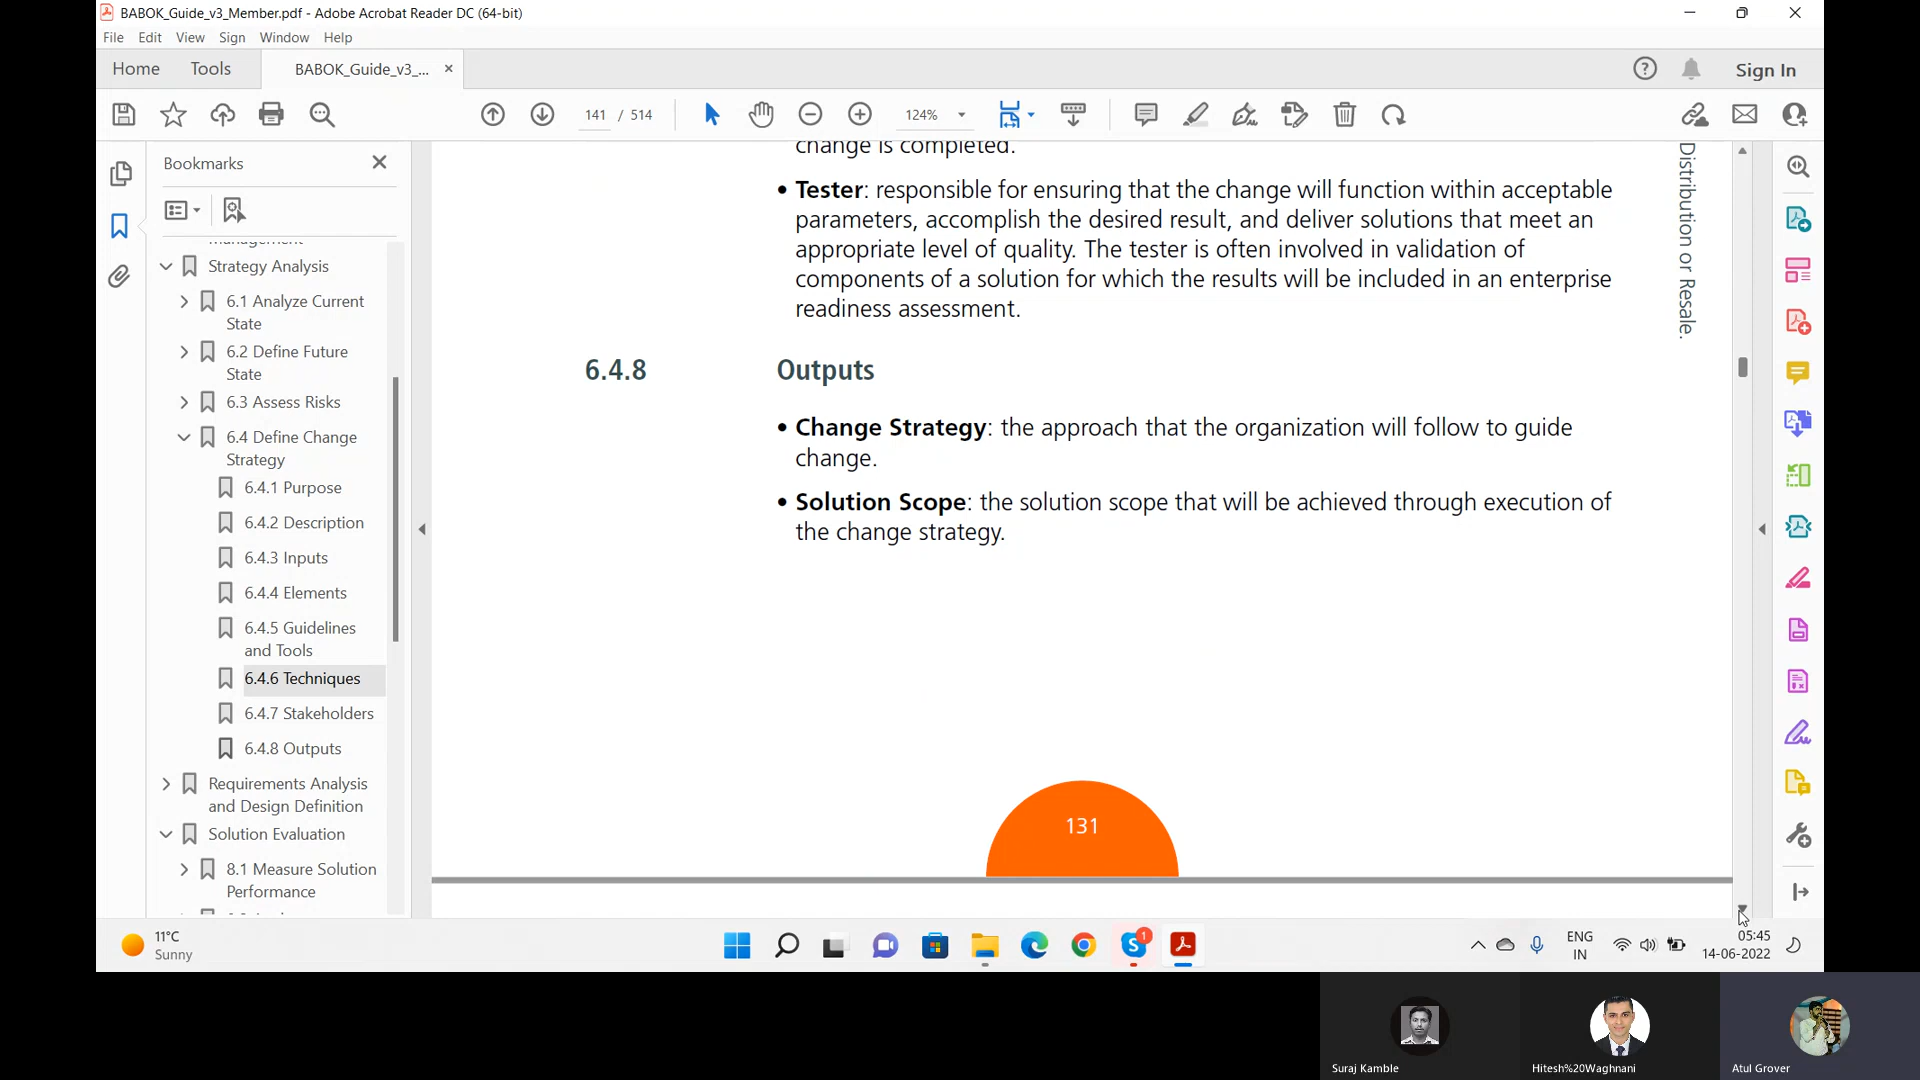 BABOK_Guide_v3_Member.pdf - Adobe Acrobat Reader DC (64-bit)
File Edit View Sign Window Help
Home Tools BABOK_Guide_v3_... × Sign In
141 / 514 124%
Bookmarks
Management
Strategy Analysis
6.1 Analyze Current
State
6.2 Define Future
State
6.3 Assess Risks
6.4 Define Change
Strategy
6.4.1 Purpose
6.4.2 Description
6.4.3 Inputs
6.4.4 Elements
6.4.5 Guidelines
and Tools
6.4.6 Techniques
6.4.7 Stakeholders
6.4.8 Outputs
Requirements Analysis
and Design Definition
Solution Evaluation
8.1 Measure Solution
Performance
change is completed.
• Tester: responsible for ensuring that the change will function within acceptable
parameters, accomplish the desired result, and deliver solutions that meet an
appropriate level of quality. The tester is often involved in validation of
components of a solution for which the results will be included in an enterprise
readiness assessment.
6.4.8 Outputs
• Change Strategy: the approach that the organization will follow to guide
change.
• Solution Scope: the solution scope that will be achieved through execution of
the change strategy.
131
Distribution or Resale.
11°C
Sunny
1
ENG
IN
05:45
14-06-2022
Suraj Kamble
Hitesh%20Waghnani
Atul Grover